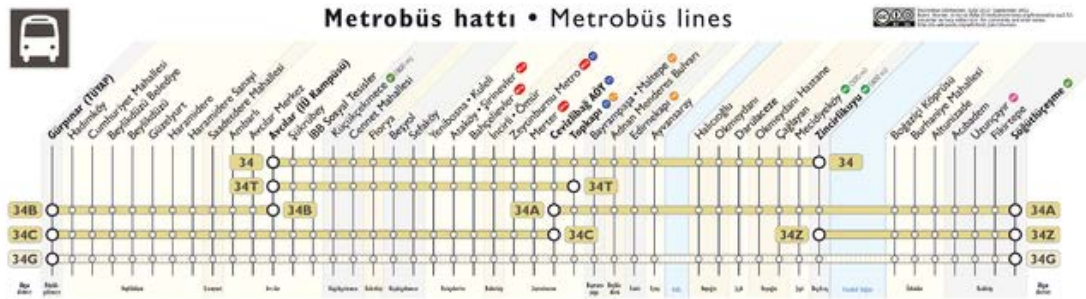 Metrobüs hattı • Metrobüs lines
Gürpınar (TÜYAP)
Hadımköy
Cumhuriyet Mahallesi
Beylikdüzü Belediye
Beylikdüzü
Güzelyurt
Haramidere
Haramidere Sanayi
Saadetdere Mahallesi
Ambarlı
Avcılar Merkez
Avcılar (İÜ Kampüsü)
Şükrübey
İBB Sosyal Tesisler
Küçükçekmece
Cennet Mahallesi
Florya
Beşyol
Sefaköy
Yenibosna • Kuleli
Ataköy • Şirinevler
Bahçelievler
İncirli • Ömür
Zeytinburnu Metro
Merter
Cevizlibağ AÖY
Topkapı
Bayrampaşa • Maltepe
Adnan Menderes Bulvarı
Edirnekapı
Ayvansaray
Halıcıoğlu
Okmeydanı
Darülaceze
Okmeydanı Hastane
Çağlayan
Mecidiyeköy
Zincirlikuyu
Boğaziçi Köprüsü
Burhaniye Mahallesi
Altunizade
Acıbadem
Uzunçayır
Fikirtepe
Söğütlüçeşme
34
34
34T
34T
34B
34B
34A
34A
34C
34C
34Z
34Z
34G
34G